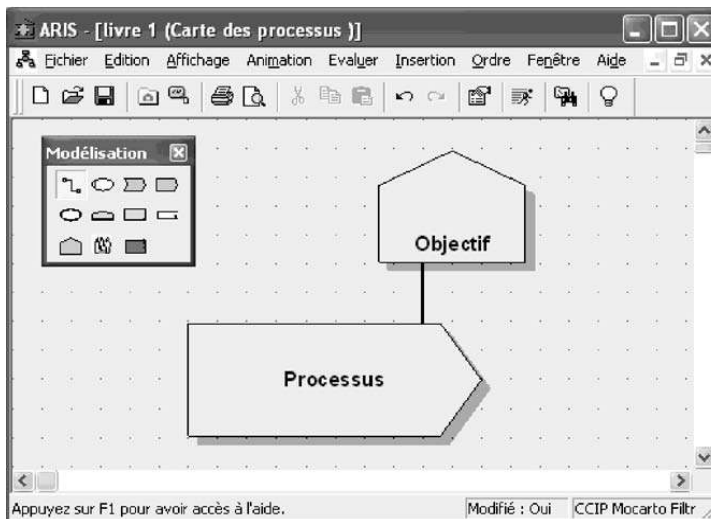 ARIS - [livre 1 (Carte des processus )]
Fichier Edition Affichage Animation Evaluer Insertion Ordre Fenêtre Aide
Modélisation
Objectif
Processus
Appuyez sur F1 pour avoir accès à l'aide. Modifié : Oui CCIP Mocarto Filtr